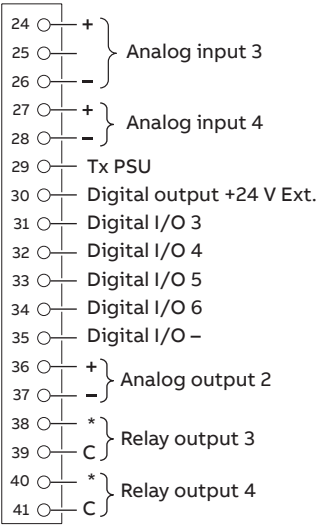 24 + Analog input 3
25
26 –
27 + Analog input 4
28 –
29 Tx PSU
30 Digital output +24 V Ext.
31 Digital I/O 3
32 Digital I/O 4
33 Digital I/O 5
34 Digital I/O 6
35 Digital I/O –
36 + Analog output 2
37 –
38 * Relay output 3
39 C
40 * Relay output 4
41 C